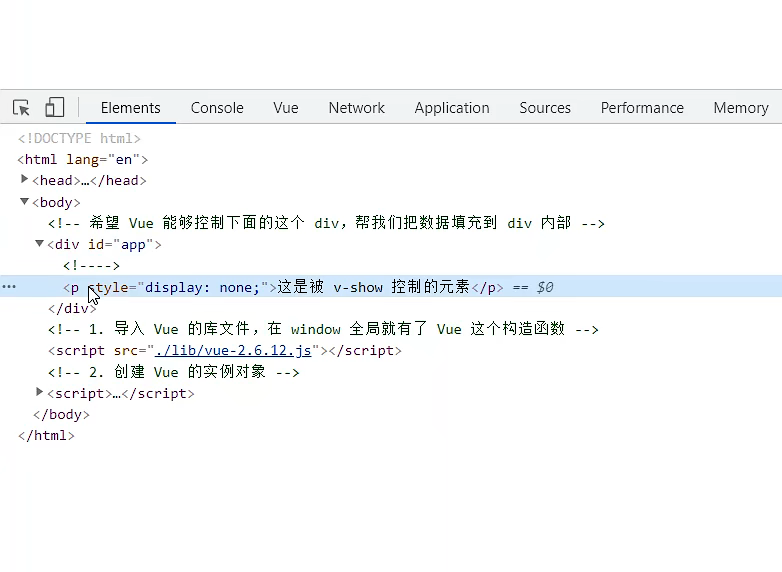 Elements Console Vue Network Application Sources Performance Memory
<!DOCTYPE html>
<html lang="en">
<head>…</head>
<body>
<!-- 希望 Vue 能够控制下面的这个 div，帮我们把数据填充到 div 内部 -->
<div id="app">
<!---->
<p style="display: none;">这是被 v-show 控制的元素</p> == $0
</div>
<!-- 1. 导入 Vue 的库文件，在 window 全局就有了 Vue 这个构造函数 -->
<script src="./lib/vue-2.6.12.js"></script>
<!-- 2. 创建 Vue 的实例对象 -->
<script>…</script>
</body>
</html>